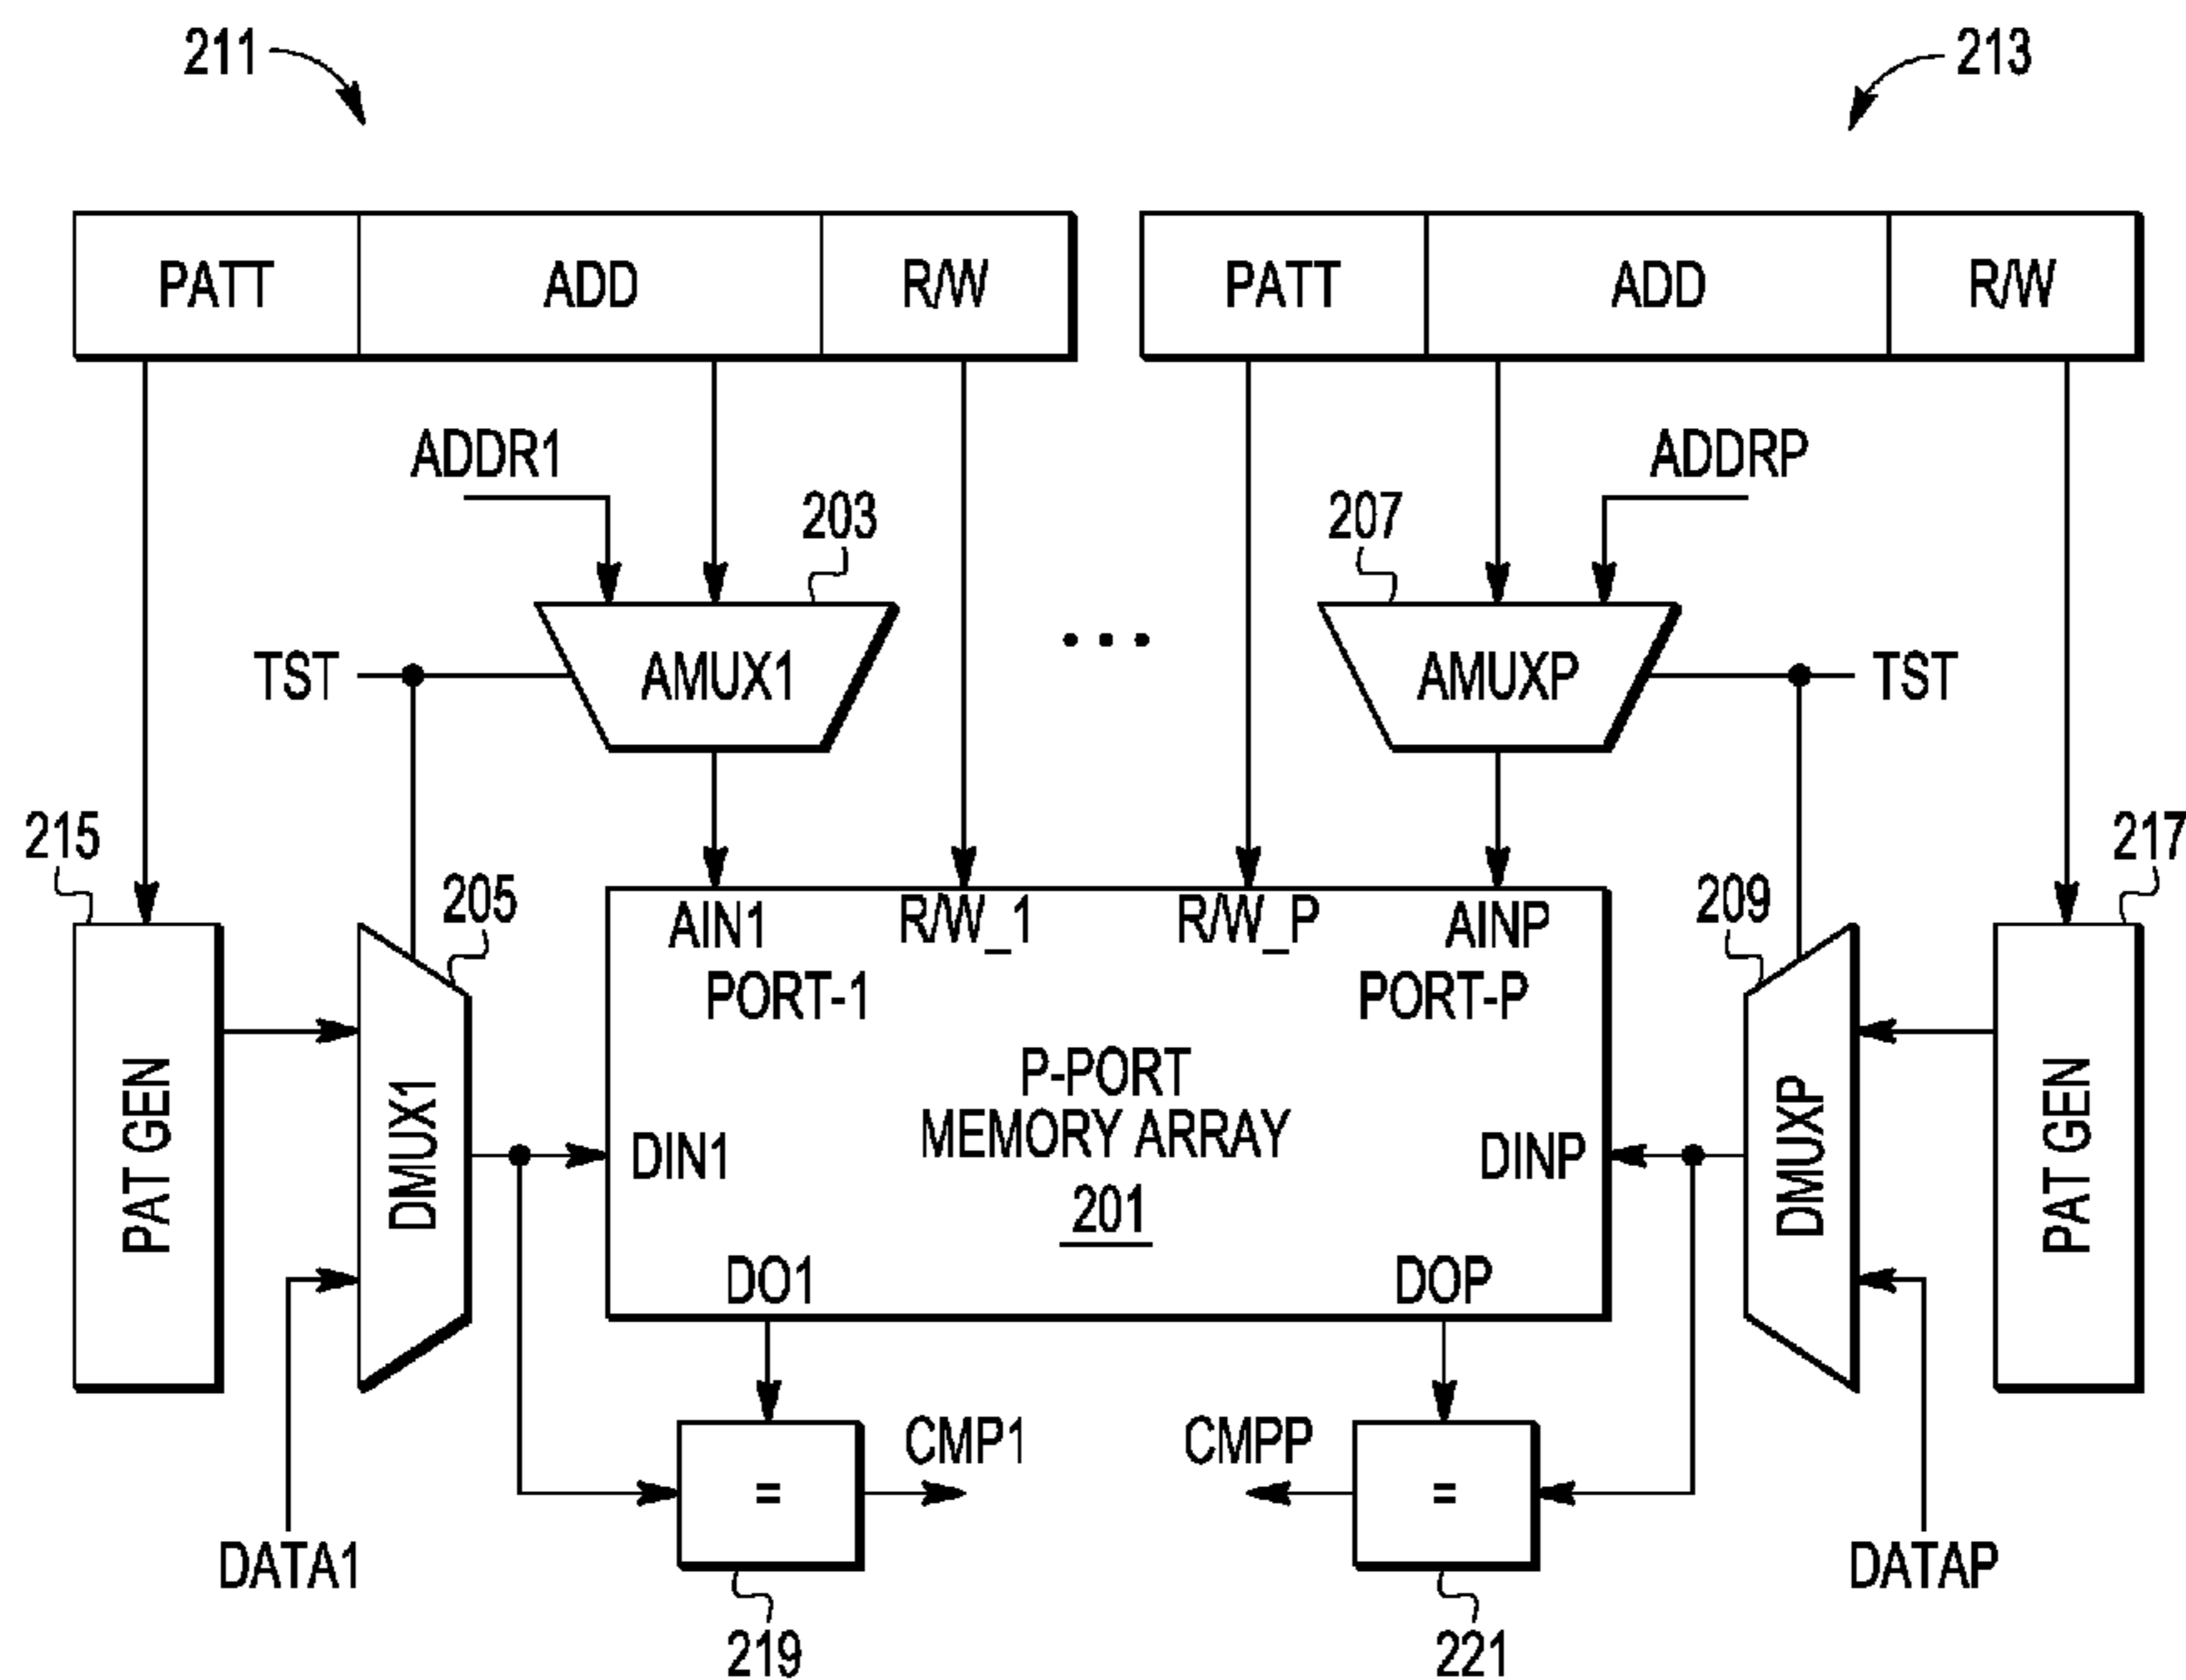 211
213
PATT ADD R/W
PATT ADD R/W
ADDR1
ADDRP
203
207
TST
AMUX1
...
AMUXP
TST
215
205
209
217
AIN1 R/W_1 R/W_P AINP
PORT-1 PORT-P
PAT GEN
DMUX1
P-PORT
MEMORY ARRAY
201
DIN1
DINP
DMUXP
PAT GEN
DO1
DOP
=
CMP1
CMPP
=
DATA1
DATAP
219
221